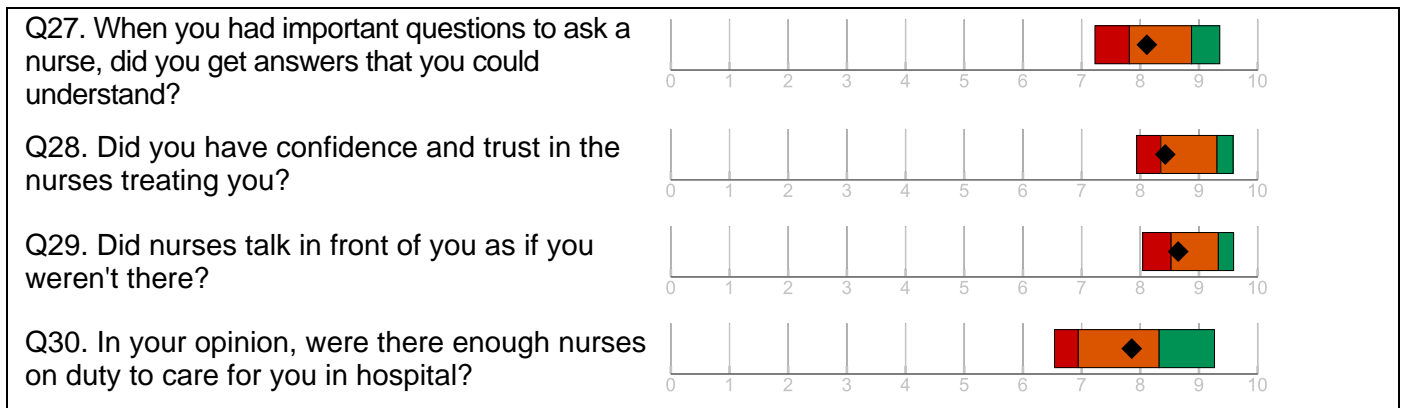 Q27. When you had important questions to ask a
nurse, did you get answers that you could
understand?
0 1 2 3 4 5 6 7 8 9 10
Q28. Did you have confidence and trust in the
nurses treating you?
0 1 2 3 4 5 6 7 8 9 10
Q29. Did nurses talk in front of you as if you
weren't there?
0 1 2 3 4 5 6 7 8 9 10
Q30. In your opinion, were there enough nurses
on duty to care for you in hospital?
0 1 2 3 4 5 6 7 8 9 10